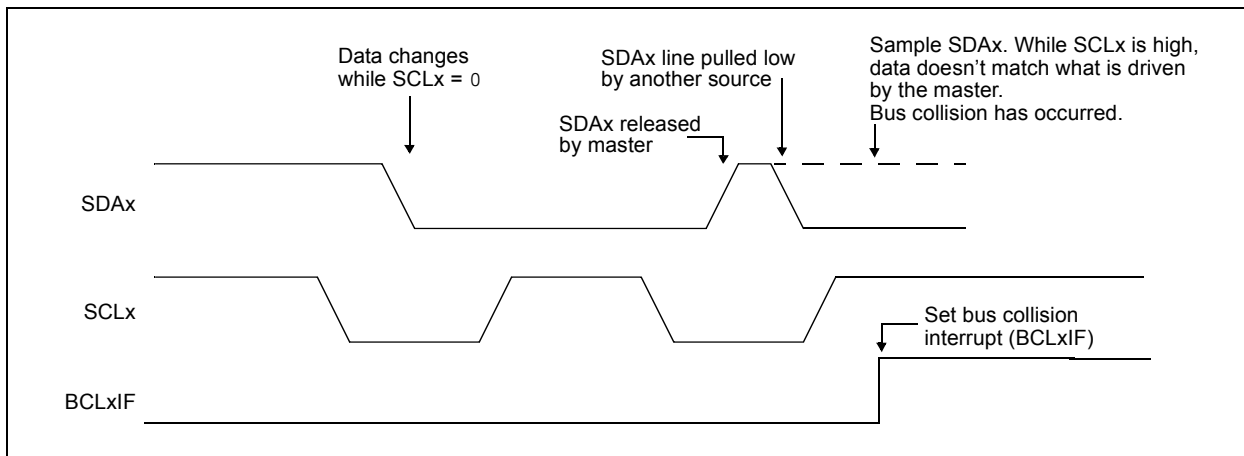 Data changes
while SCLx = 0
SDAx line pulled low
by another source
Sample SDAx. While SCLx is high,
data doesn’t match what is driven
by the master.
Bus collision has occurred.
SDAx released
by master
SDAx
SCLx
Set bus collision
interrupt (BCLxIF)
BCLxIF